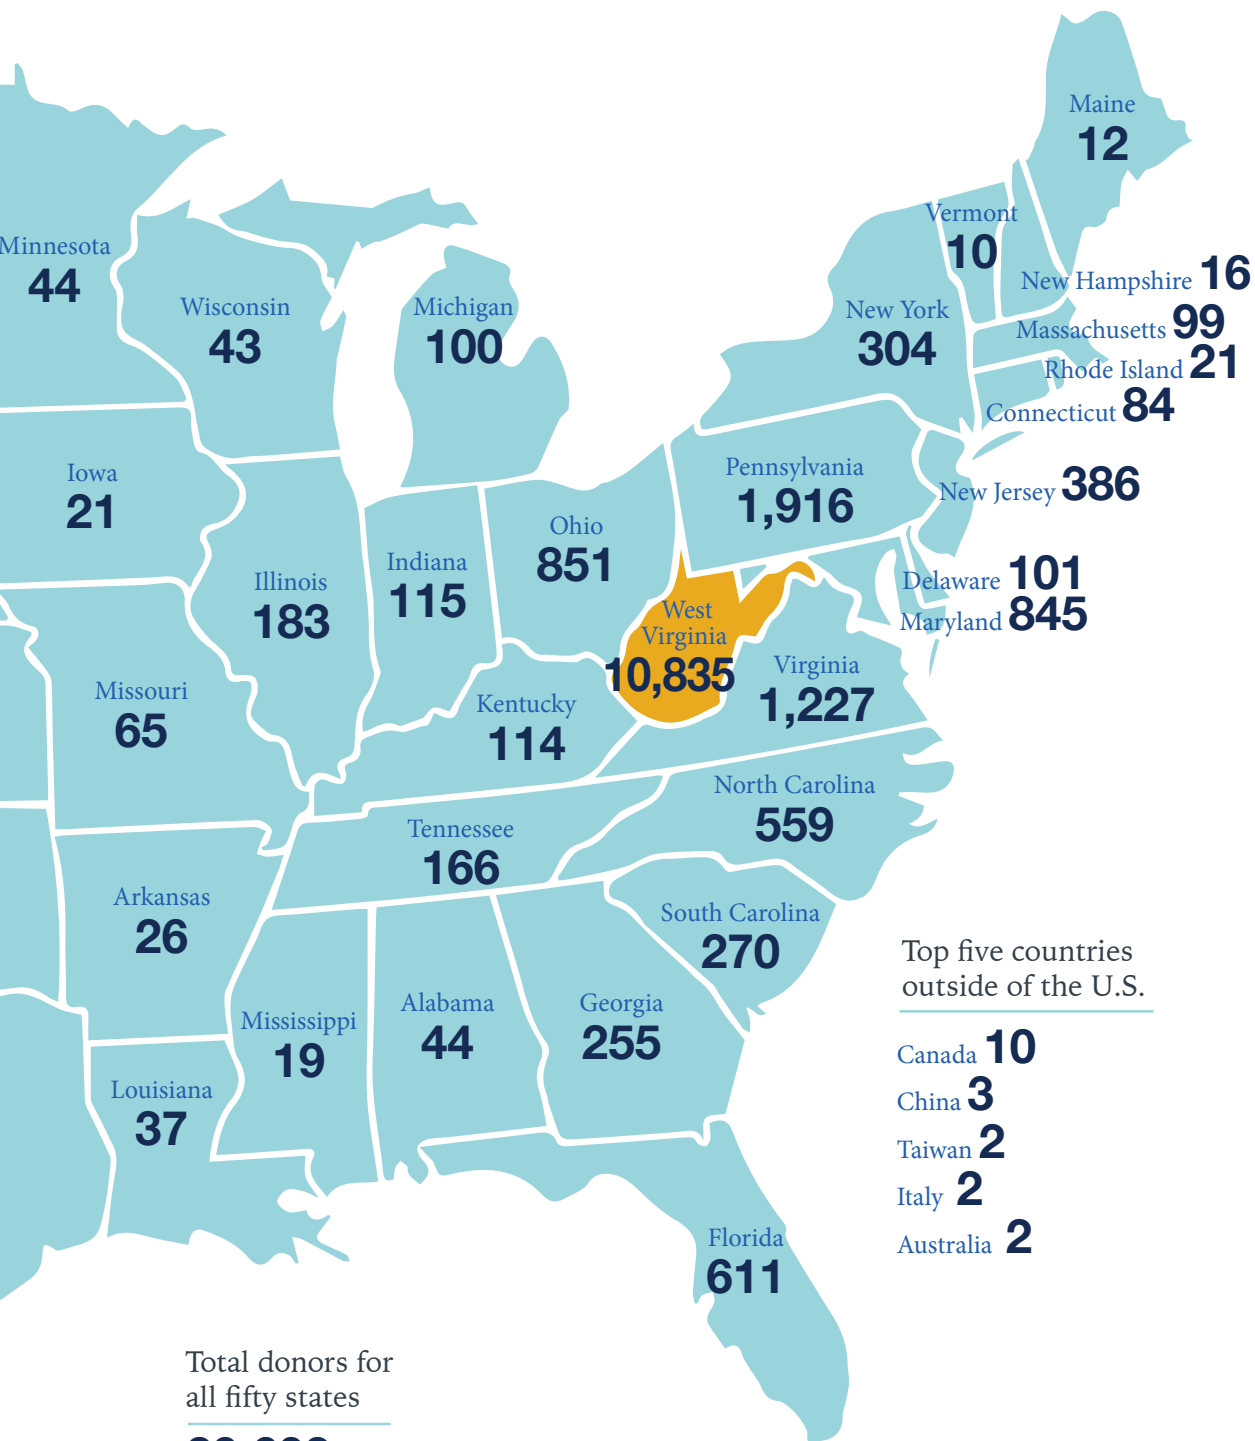 Maine
12
Vermont
10
Minnesota
44
New Hampshire 16
Wisconsin
43
Michigan
100
New York
304
Massachusetts 99
Rhode Island 21
Connecticut 84
Iowa
21
Pennsylvania
1,916
New Jersey 386
Ohio
851
Indiana
115
Illinois
183
Delaware 101
Maryland 845
West
Virginia
10,835
Virginia
1,227
Missouri
65
Kentucky
114
North Carolina
559
Tennessee
166
Arkansas
26
South Carolina
270
Top five countries
outside of the U.S.
Mississippi
19
Alabama
44
Georgia
255
Canada 10
China 3
Taiwan 2
Italy 2
Australia 2
Louisiana
37
Florida
611
Total donors for
all fifty states